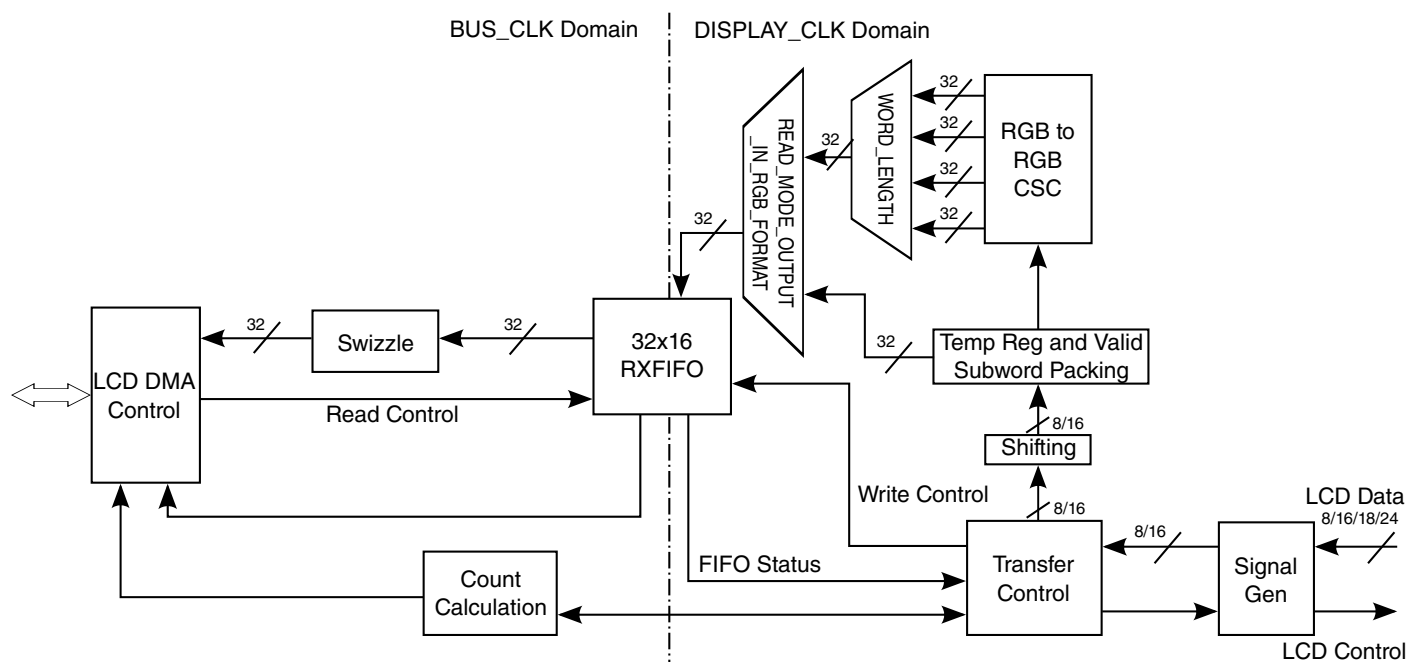 BUS_CLK Domain
DISPLAY_CLK Domain
32
32
32
32
32
32
32
32
32
32
READ_MODE_OUTPUT
_IN_RGB_FORMAT
WORD_LENGTH
RGB to
RGB
CSC
LCD DMA
Control
Swizzle
32x16
RXFIFO
Temp Reg and Valid
Subword Packing
Read Control
8/16
Shifting
8/16
Write Control
LCD Data
8/16/18/24
8/16
FIFO Status
Transfer
Control
Signal
Gen
Count
Calculation
LCD Control